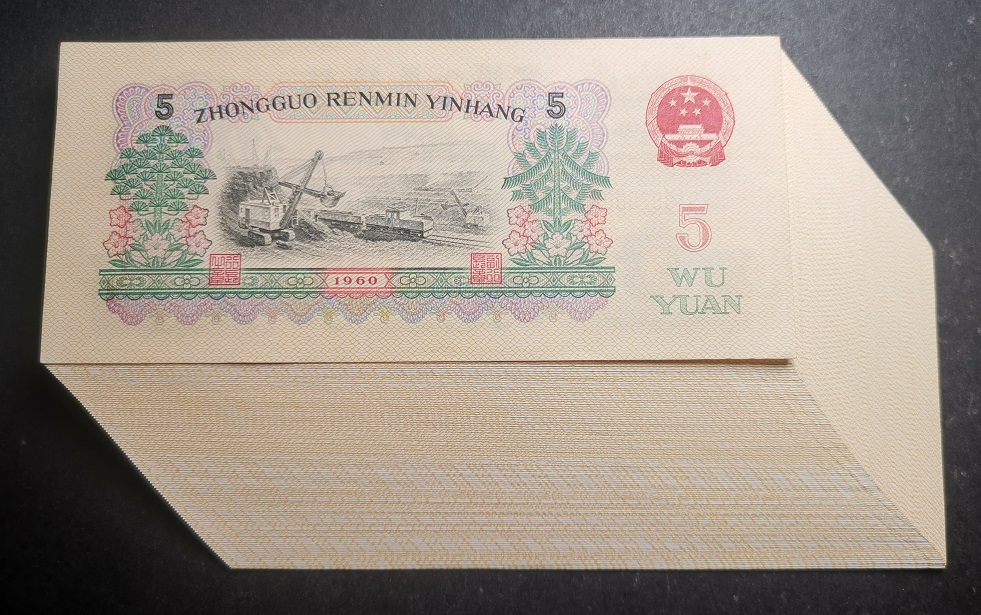 5 ZHONGGUO RENMIN YINHANG 5
5
WU
YUAN
1960